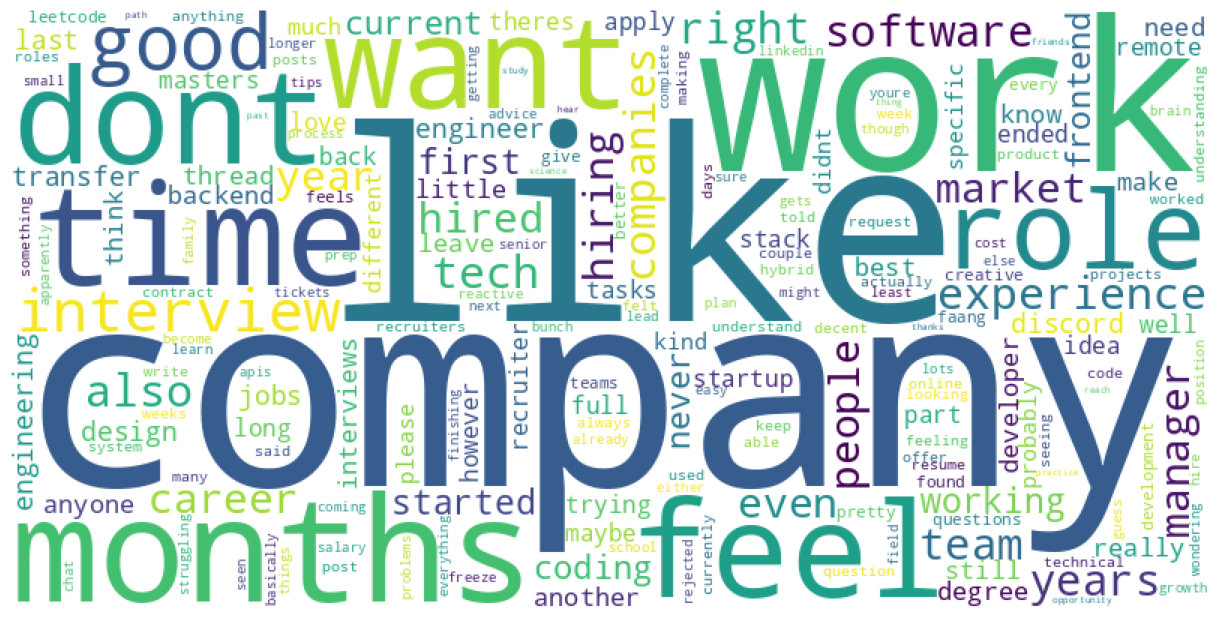 like
company
work
want
dont
time
months
feel
role
good
interview
experience
software
right
companies
hiring
market
tech
hired
people
manager
team
years
year
also
career
started
even
working
coding
current
engineer
first
little
frontend
backend
masters
transfer
thread
last
leetcode
anything
path
roles
small
longer
posts
tips
much
theres
getting
study
apply
complete
making
linkedin
friends
need
remote
every
youre
thing
week
though
know
ended
product
brain
understanding
specific
love
process
past
advice
hear
give
science
back
feels
think
something
apparently
family
different
prep
contract
tickets
leave
senior
reactive
next
better
tasks
felt
lead
days
sure
didnt
gets
told
request
stack
couple
hybrid
might
plan
best
actually
least
cost
else
creative
projects
make
worked
faang
discord
well
idea
code
reach
position
become
learn
write
apis
weeks
system
said
design
jobs
long
many
engineering
anyone
interviews
please
however
finishing
recruiter
recruiters
bunch
kind
understand
decent
thanks
startup
never
teams
full
always
already
easy
keep
able
lots
online
looking
part
feeling
offer
resume
found
developer
seeing
probably
practice
guess
development
hire
wondering
growth
opportunity
technical
really
questions
still
degree
question
field
pretty
either
used
currently
rejected
school
trying
maybe
another
freeze
everything
problems
salary
post
coming
things
basically
seen
struggling
chat